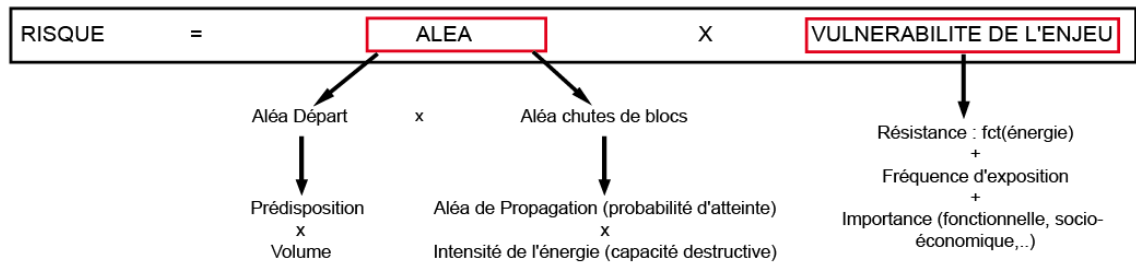 RISQUE = ALEA X VULNERABILITE DE L'ENJEU
Aléa Départ x Aléa chutes de blocs
Prédisposition
x
Volume
Aléa de Propagation (probabilité d'atteinte)
x
Intensité de l'énergie (capacité destructive)
Résistance : fct(énergie)
+
Fréquence d'exposition
+
Importance (fonctionnelle, socio-
économique,..)